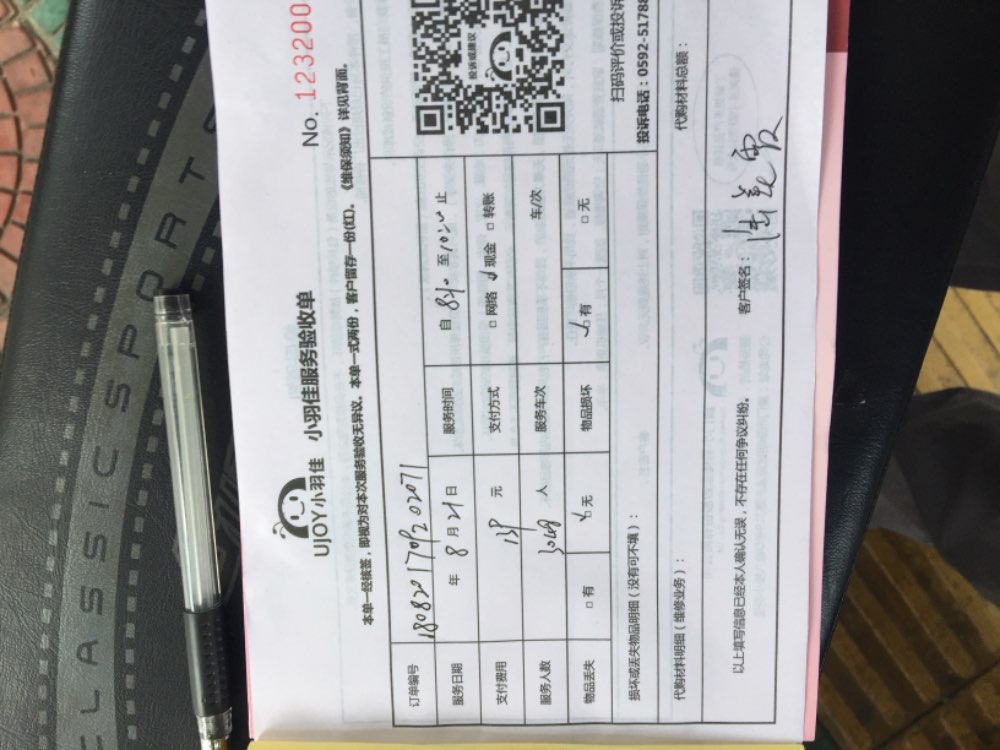 UJOY小羽佳 小羽佳服务验收单
No. 123200
本单一经核签，即视为对本次服务验收无异议。本单一式两份，客户留存一份(红)。《维保须知》详见背面。
订单编号
服务日期 年 8 月 21 日 服务时间 自 至 止
支付费用 元 支付方式 □ 网络 现金 □ 转账
服务人数 人 服务车次 车/次
物品丢失 □ 有 □ 无 物品损坏 □ 有 □ 无
投诉或建议
扫码评价或投诉
投诉电话：0592-5178
损坏或丢失物品明细（没有可不填）：
代购材料明细（维修业务）： 代购材料总额：
以上填写信息已经本人确认无误，不存在任何争议纠纷。 客户签名：
ELASSICSPORT